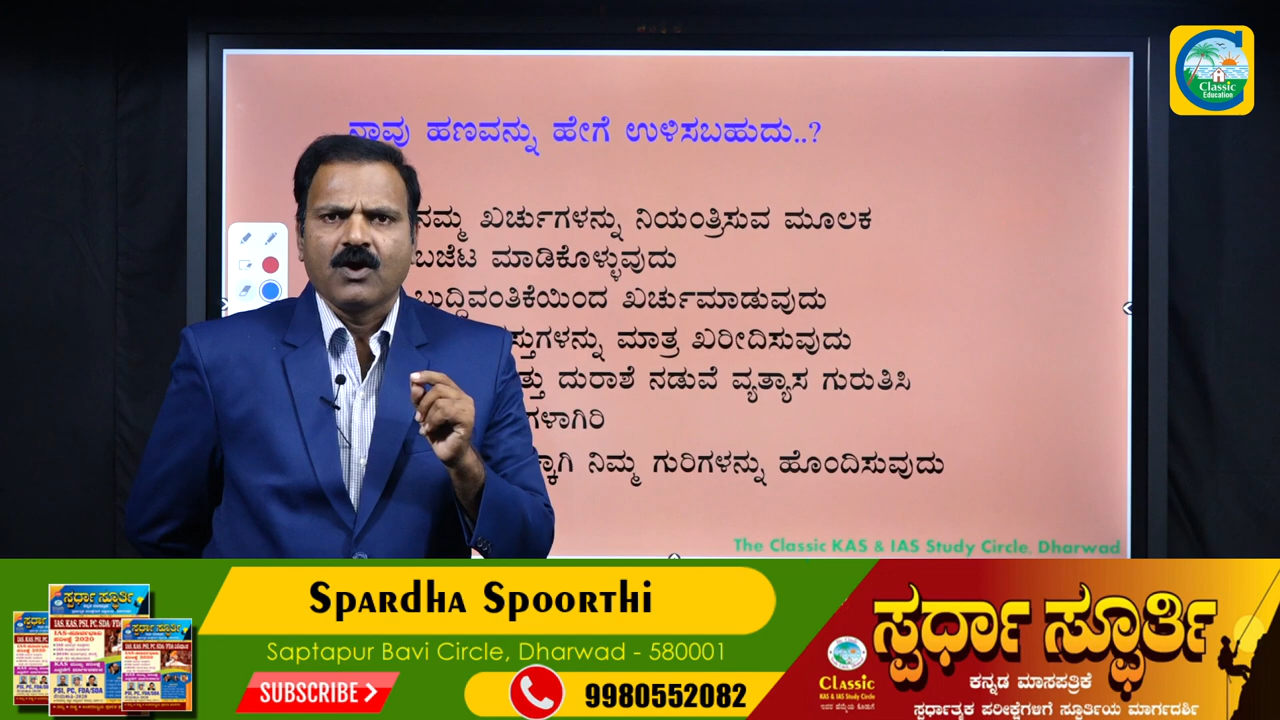 Classic
Education
ನಾವು ಹಣವನ್ನು ಹೇಗೆ ಉಳಿಸಬಹುದು..?
ನಮ್ಮ ಖರ್ಚುಗಳನ್ನು ನಿಯಂತ್ರಿಸುವ ಮೂಲಕ
ಬಜೆಟ ಮಾಡಿಕೊಳ್ಳುವುದು
ಬುದ್ದಿವಂತಿಕೆಯಿಂದ ಖರ್ಚುಮಾಡುವುದು
ಮಾತ್ರ ಖರೀದಿಸುವುದು
ದುರಾಶೆ ನಡುವೆ ವ್ಯತ್ಯಾಸ ಗುರುತಿಸಿ
ಗಳಾಗಿರಿ
ನಿಮ್ಮ ಗುರಿಗಳನ್ನು ಹೊಂದಿಸುವುದು
The Classic KAS & IAS Study Circle, Dharwad
ಸ್ಪರ್ಧಾ ಸ್ಫೂರ್ತಿ
Spardha Spoorthi
Saptapur Bavi Circle, Dharwad - 580001
SUBSCRIBE
9980552082
ಸ್ಪರ್ಧಾ ಸ್ಫೂರ್ತಿ
ಕನ್ನಡ ಮಾಸಪತ್ರಿಕೆ
ಸ್ಪರ್ಧಾತ್ಮಕ ಪರೀಕ್ಷೆಗಳಿಗೆ ಸ್ಫೂರ್ತಿಯ ಮಾರ್ಗದರ್ಶಿ
Classic
KAS & IAS Study Circle